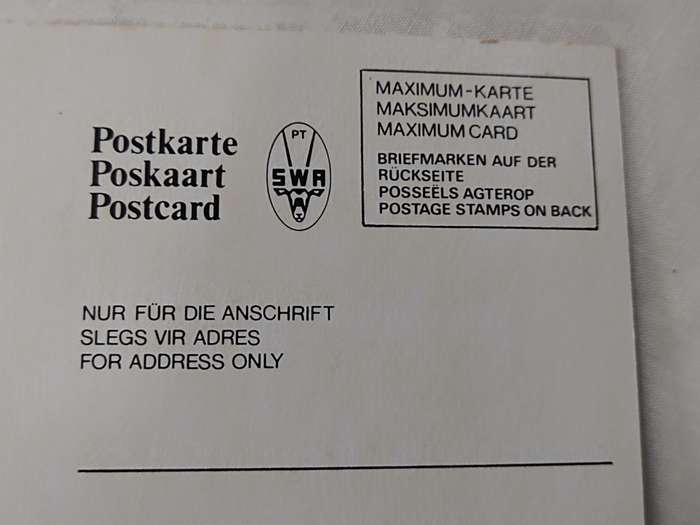 Postkarte
Poskaart
Postcard
PT
SWA
MAXIMUM-KARTE
MAKSIMUMKAART
MAXIMUM CARD
BRIEFMARKEN AUF DER
RÜCKSEITE
POSSEËLS AGTEROP
POSTAGE STAMPS ON BACK
NUR FÜR DIE ANSCHRIFT
SLEGS VIR ADRES
FOR ADDRESS ONLY